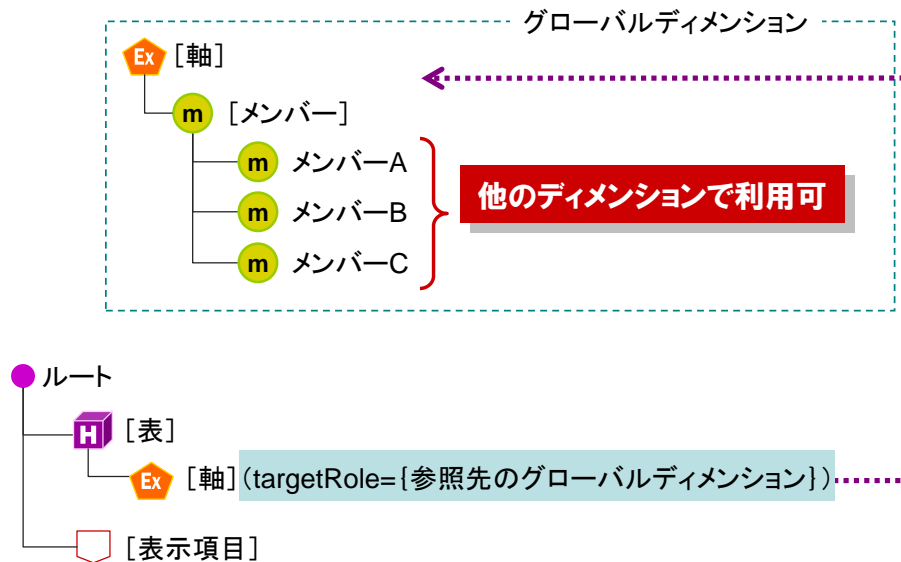 グローバルディメンション
Ex ［軸］
m ［メンバー］
m メンバーA
m メンバーB
m メンバーC
他のディメンションで利用可
ルート
H ［表］
Ex ［軸］(targetRole={参照先のグローバルディメンション})
［表示項目］